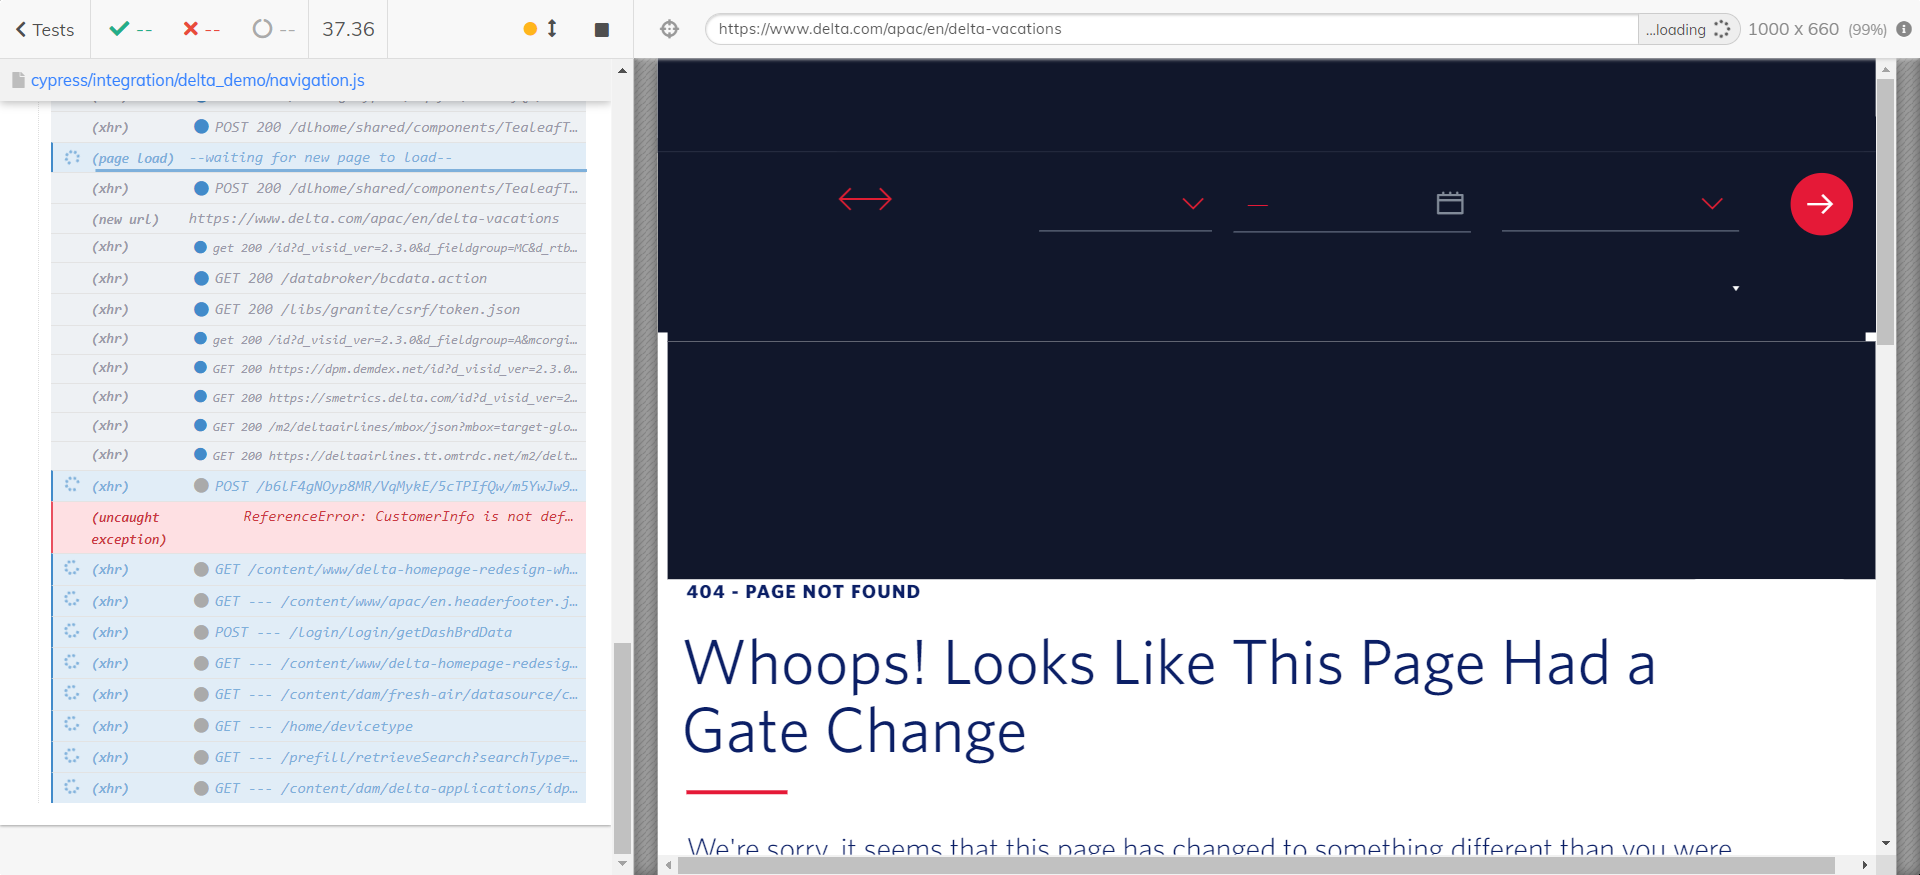 Tests -- -- -- 37.36
https://www.delta.com/apac/en/delta-vacations ...loading 1000 x 660 (99%)
cypress/integration/delta_demo/navigation.js
(xhr) POST 200 /dlhome/shared/components/TealeafT…
(page load) --waiting for new page to load--
(xhr) POST 200 /dlhome/shared/components/TealeafT…
(new url) https://www.delta.com/apac/en/delta-vacations
(xhr) get 200 /id?d_visid_ver=2.3.0&d_fieldgroup=MC&d_rtb…
(xhr) GET 200 /databroker/bcdata.action
(xhr) GET 200 /libs/granite/csrf/token.json
(xhr) get 200 /id?d_visid_ver=2.3.0&d_fieldgroup=A&mcorgi…
(xhr) GET 200 https://dpm.demdex.net/id?d_visid_ver=2.3.0…
(xhr) GET 200 https://smetrics.delta.com/id?d_visid_ver=2…
(xhr) GET 200 /m2/deltaairlines/mbox/json?mbox=target-glo…
(xhr) GET 200 https://deltaairlines.tt.omtrdc.net/m2/delt…
(xhr) POST /b6lF4gNOyp8MR/VqMykE/5cTPIfQw/m5YwJw9…
(uncaught ReferenceError: CustomerInfo is not def…
exception)
(xhr) GET /content/www/delta-homepage-redesign-wh…
(xhr) GET --- /content/www/apac/en.headerfooter.j…
(xhr) POST --- /login/login/getDashBrdData
(xhr) GET --- /content/www/delta-homepage-redesig…
(xhr) GET --- /content/dam/fresh-air/datasource/c…
(xhr) GET --- /home/devicetype
(xhr) GET --- /prefill/retrieveSearch?searchType=…
(xhr) GET --- /content/dam/delta-applications/idp…
404 - PAGE NOT FOUND
Whoops! Looks Like This Page Had a
Gate Change
We're sorry, it seems that this page has changed to something different than you were